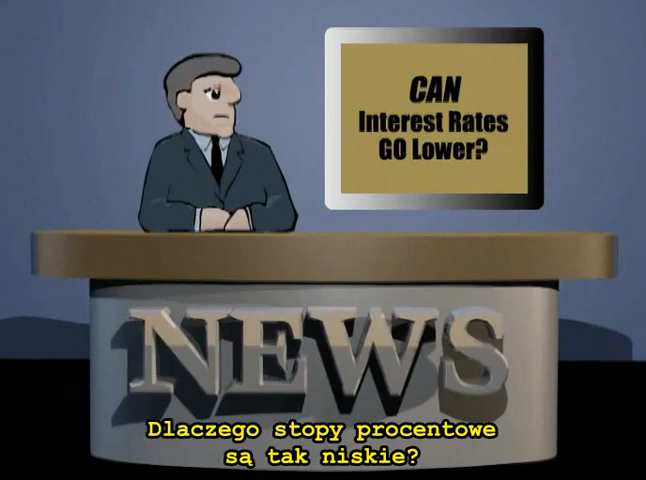 CAN
Interest Rates
GO Lower?
NEWS
Dlaczego stopy procentowe
są tak niskie?